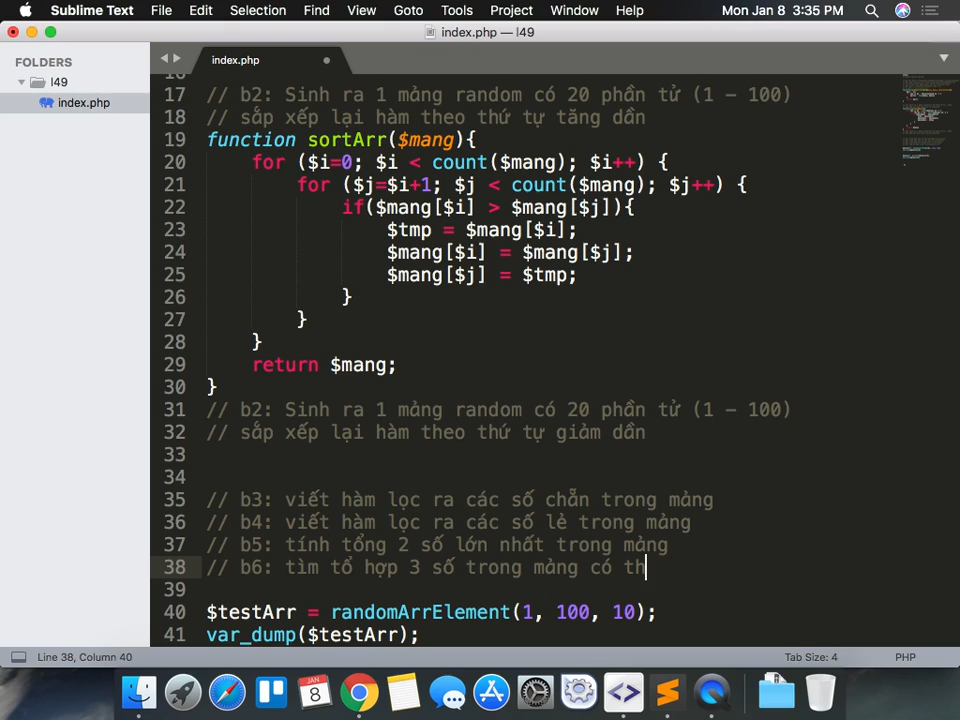 Sublime Text File Edit Selection Find View Goto Tools Project Window Help Mon Jan 8 3:35 PM
index.php — l49
FOLDERS
l49
index.php
index.php
17 // b2: Sinh ra 1 mảng random có 20 phần tử (1 - 100)
18 // sắp xếp lại hàm theo thứ tự tăng dần
19 function sortArr($mang){
20 for ($i=0; $i < count($mang); $i++) {
21 for ($j=$i+1; $j < count($mang); $j++) {
22 if($mang[$i] > $mang[$j]){
23 $tmp = $mang[$i];
24 $mang[$i] = $mang[$j];
25 $mang[$j] = $tmp;
26 }
27 }
28 }
29 return $mang;
30 }
31 // b2: Sinh ra 1 mảng random có 20 phần tử (1 - 100)
32 // sắp xếp lại hàm theo thứ tự giảm dần
33
34
35 // b3: viết hàm lọc ra các số chẵn trong mảng
36 // b4: viết hàm lọc ra các số lẻ trong mảng
37 // b5: tính tổng 2 số lớn nhất trong mảng
38 // b6: tìm tổ hợp 3 số trong mảng có th
39
40 $testArr = randomArrElement(1, 100, 10);
41 var_dump($testArr);
Line 38, Column 40 Tab Size: 4 PHP
JAN
8